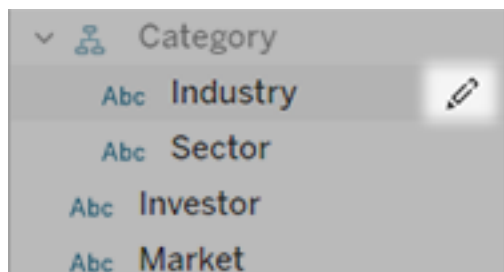 Category
Abc Industry
Abc Sector
Abc Investor
Abc Market